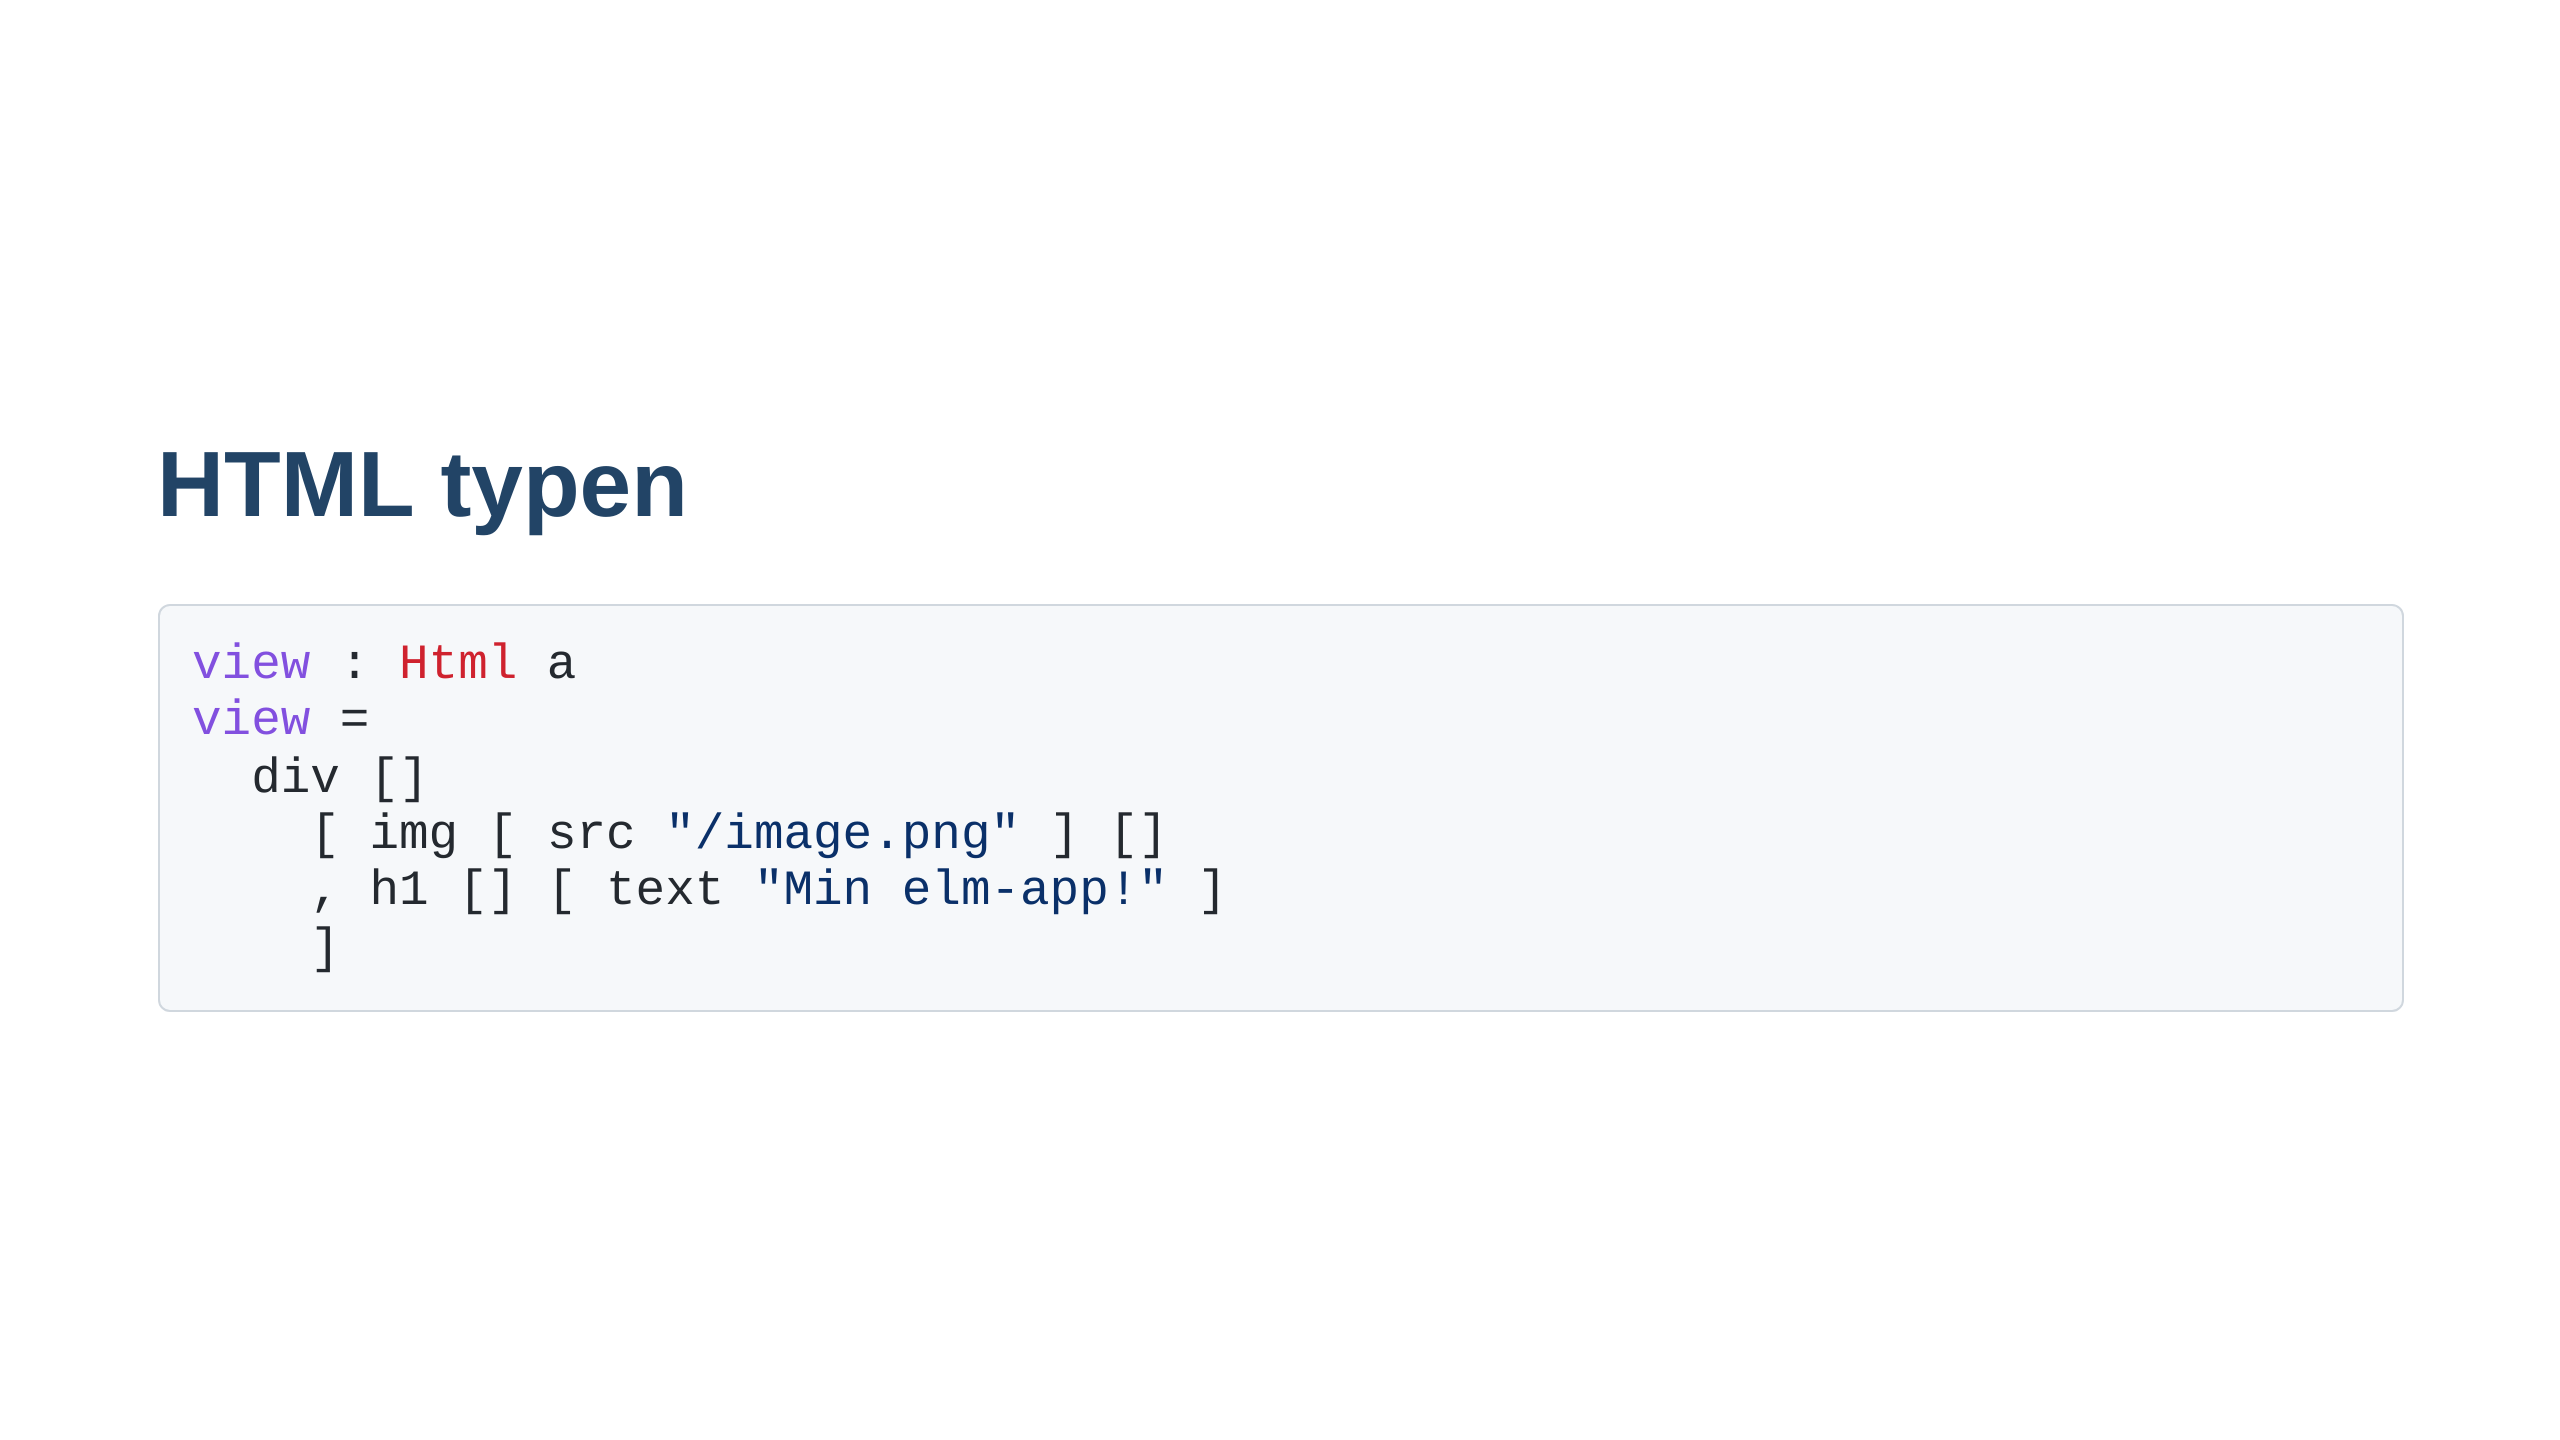 HTML typen
view : Html a
view =
  div []
    [ img [ src "/image.png" ] []
    , h1 [] [ text "Min elm-app!" ]
    ]